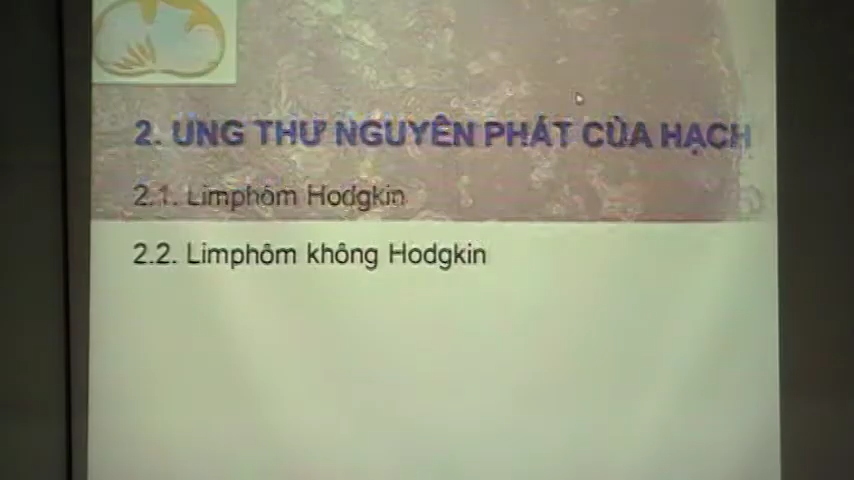 2. UNG THƯ NGUYÊN PHÁT CỦA HẠCH
2.1. Limphôm Hodgkin
2.2. Limphôm không Hodgkin